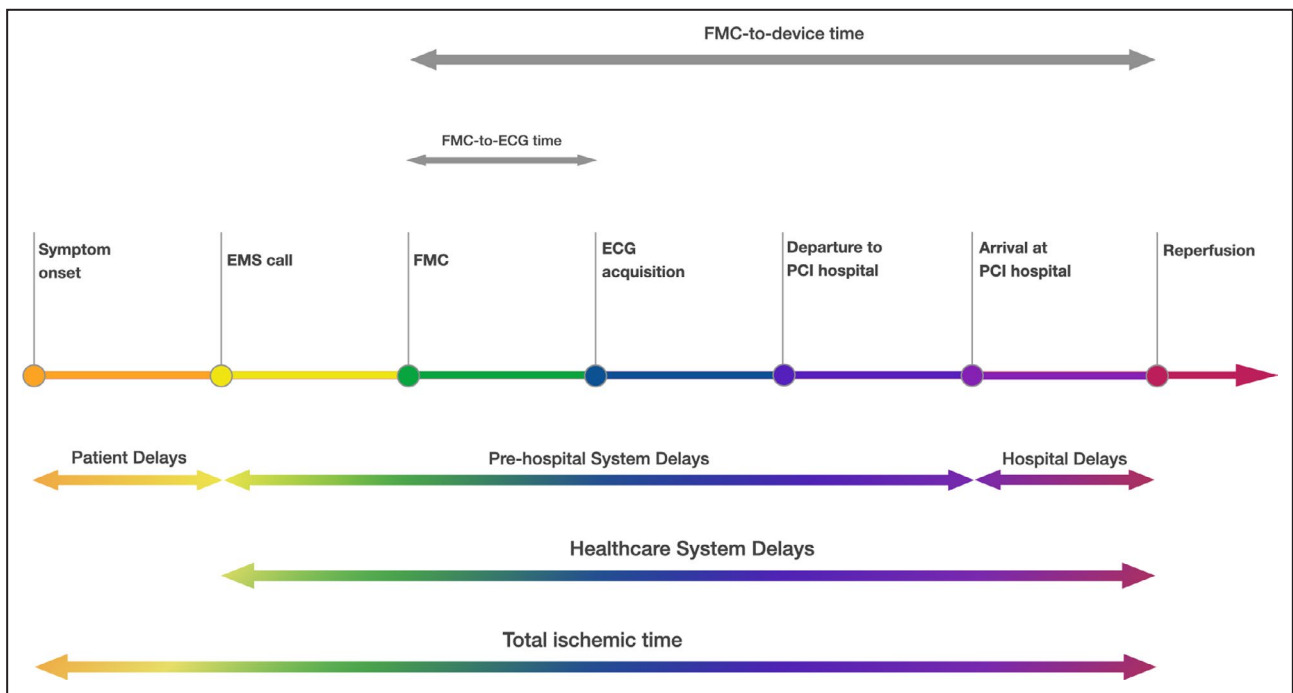 FMC-to-device time
FMC-to-ECG time
Symptom
onset
EMS call
FMC
ECG
acquisition
Departure to
PCI hospital
Arrival at
PCI hospital
Reperfusion
Patient Delays
Pre-hospital System Delays
Hospital Delays
Healthcare System Delays
Total ischemic time